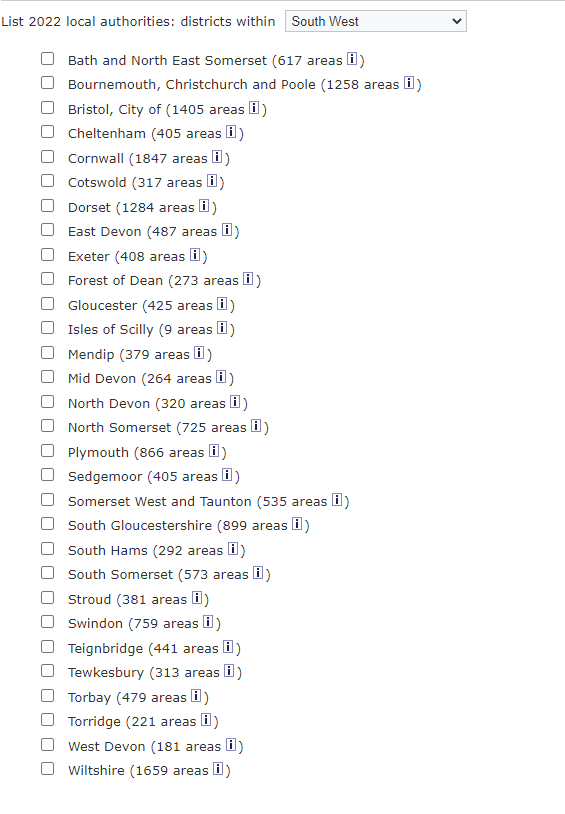 List 2022 local authorities: districts within South West
Bath and North East Somerset (617 areas i)
Bournemouth, Christchurch and Poole (1258 areas i)
Bristol, City of (1405 areas i)
Cheltenham (405 areas i)
Cornwall (1847 areas i)
Cotswold (317 areas i)
Dorset (1284 areas i)
East Devon (487 areas i)
Exeter (408 areas i)
Forest of Dean (273 areas i)
Gloucester (425 areas i)
Isles of Scilly (9 areas i)
Mendip (379 areas i)
Mid Devon (264 areas i)
North Devon (320 areas i)
North Somerset (725 areas i)
Plymouth (866 areas i)
Sedgemoor (405 areas i)
Somerset West and Taunton (535 areas i)
South Gloucestershire (899 areas i)
South Hams (292 areas i)
South Somerset (573 areas i)
Stroud (381 areas i)
Swindon (759 areas i)
Teignbridge (441 areas i)
Tewkesbury (313 areas i)
Torbay (479 areas i)
Torridge (221 areas i)
West Devon (181 areas i)
Wiltshire (1659 areas i)